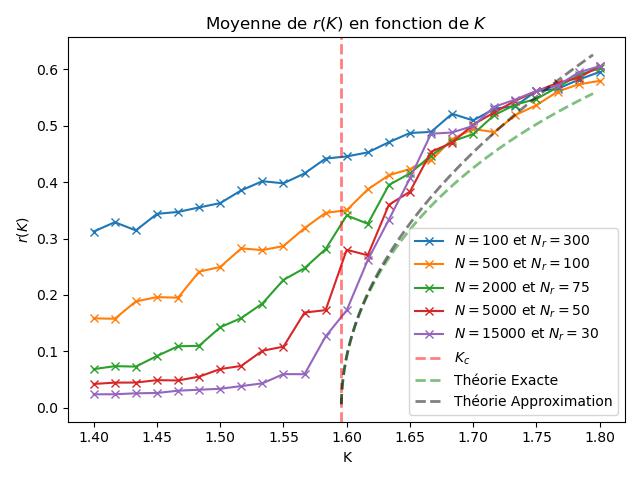 Moyenne de r(K) en fonction de K
r(K)
0.6
0.5
0.4
0.3
0.2
0.1
0.0
N = 100 et N_r = 300
N = 500 et N_r = 100
N = 2000 et N_r = 75
N = 5000 et N_r = 50
N = 15000 et N_r = 30
K_c
Théorie Exacte
Théorie Approximation
1.40 1.45 1.50 1.55 1.60 1.65 1.70 1.75 1.80
K